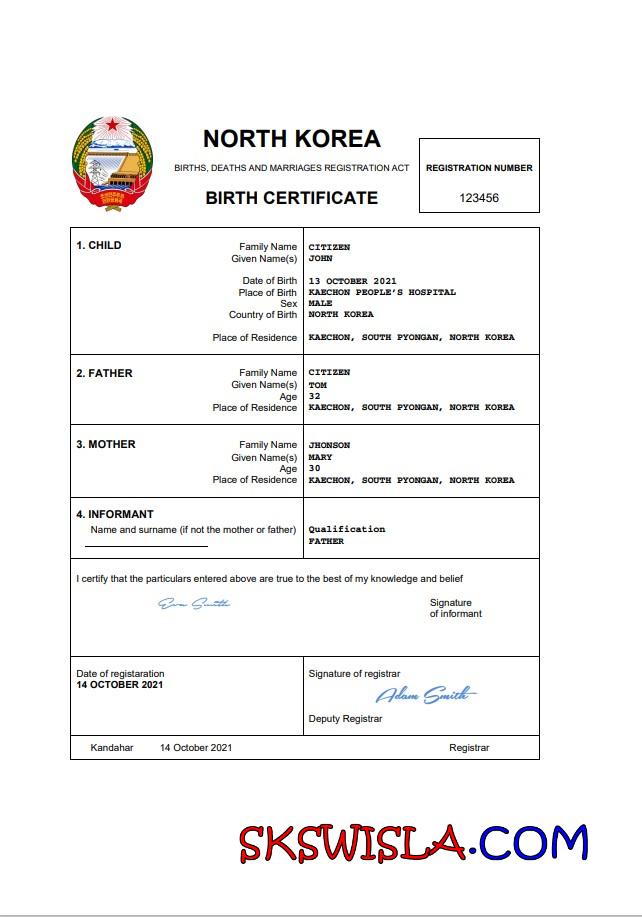 NORTH KOREA
BIRTHS, DEATHS AND MARRIAGES REGISTRATION ACT
BIRTH CERTIFICATE
REGISTRATION NUMBER
123456
1. CHILD
Family Name CITIZEN
Given Name(s) JOHN
Date of Birth 13 OCTOBER 2021
Place of Birth KAECHON PEOPLE'S HOSPITAL
Sex MALE
Country of Birth NORTH KOREA
Place of Residence KAECHON, SOUTH PYONGAN, NORTH KOREA
2. FATHER
Family Name CITIZEN
Given Name(s) TOM
Age 32
Place of Residence KAECHON, SOUTH PYONGAN, NORTH KOREA
3. MOTHER
Family Name JHONSON
Given Name(s) MARY
Age 30
Place of Residence KAECHON, SOUTH PYONGAN, NORTH KOREA
4. INFORMANT
Name and surname (if not the mother or father) Qualification
FATHER
I certify that the particulars entered above are true to the best of my knowledge and belief
Eva Smith Signature
of informant
Date of registaration
14 OCTOBER 2021
Signature of registrar
Adam Smith
Deputy Registrar
Kandahar 14 October 2021 Registrar
SKSWISLA.COM